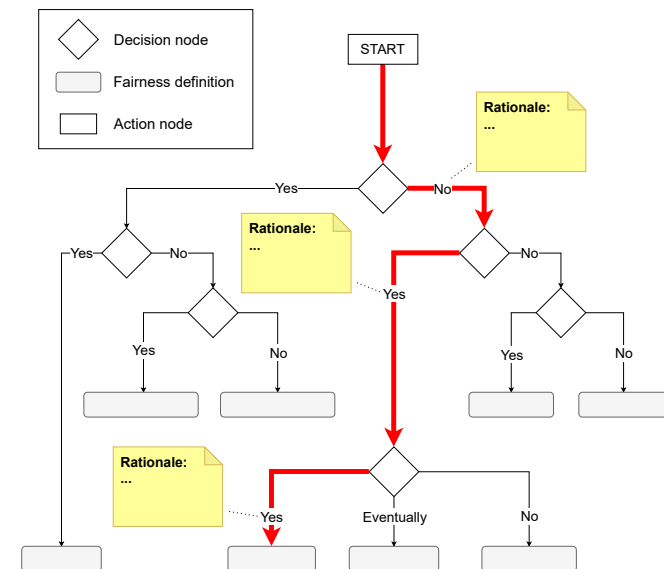 Decision node
START
Fairness definition
Rationale:
...
Action node
Yes
No
Rationale:
...
Yes
No
No
Yes
Yes
No
Yes
No
Rationale:
...
Yes
Eventually
No